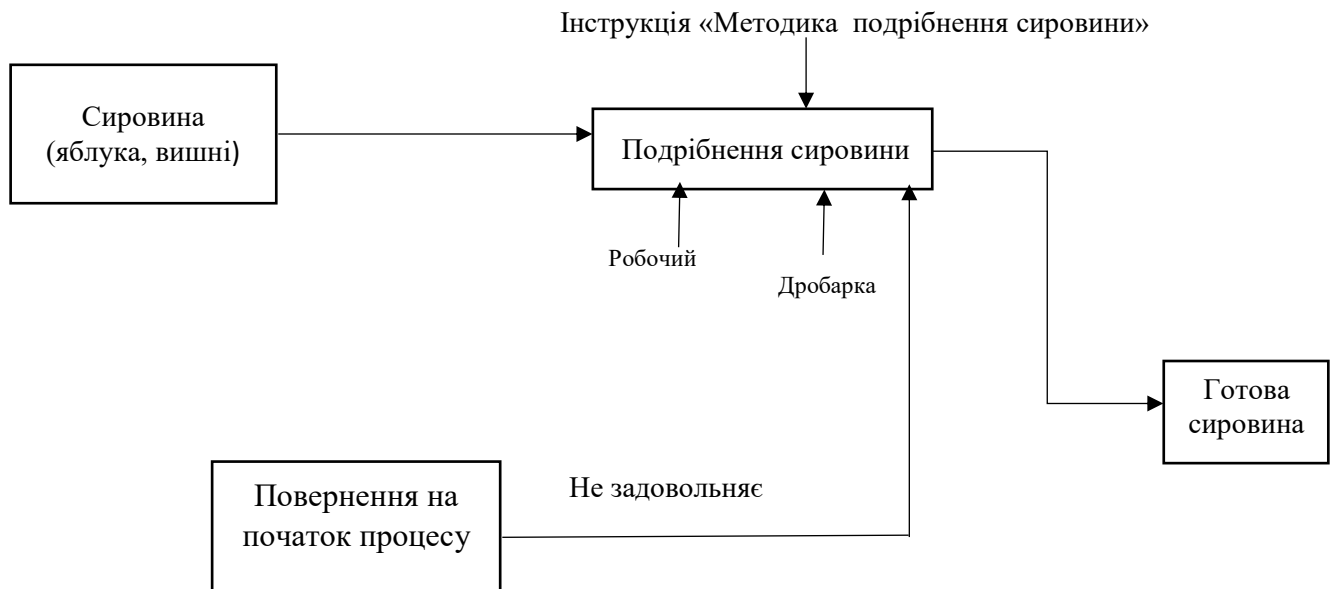 Інструкція «Методика подрібнення сировини»
Сировина
(яблука, вишні)
Подрібнення сировини
Робочий
Дробарка
Готова
сировина
Не задовольняє
Повернення на
початок процесу